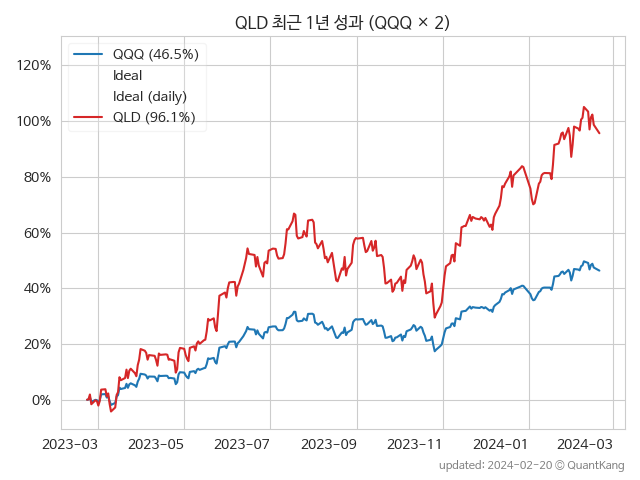 QLD 최근 1년 성과 (QQQ × 2)
QQQ (46.5%)
Ideal
Ideal (daily)
QLD (96.1%)
120%
100%
80%
60%
40%
20%
0%
2023−03 2023−05 2023−07 2023−09 2023−11 2024−01 2024−03
updated: 2024−02−20 © QuantKang